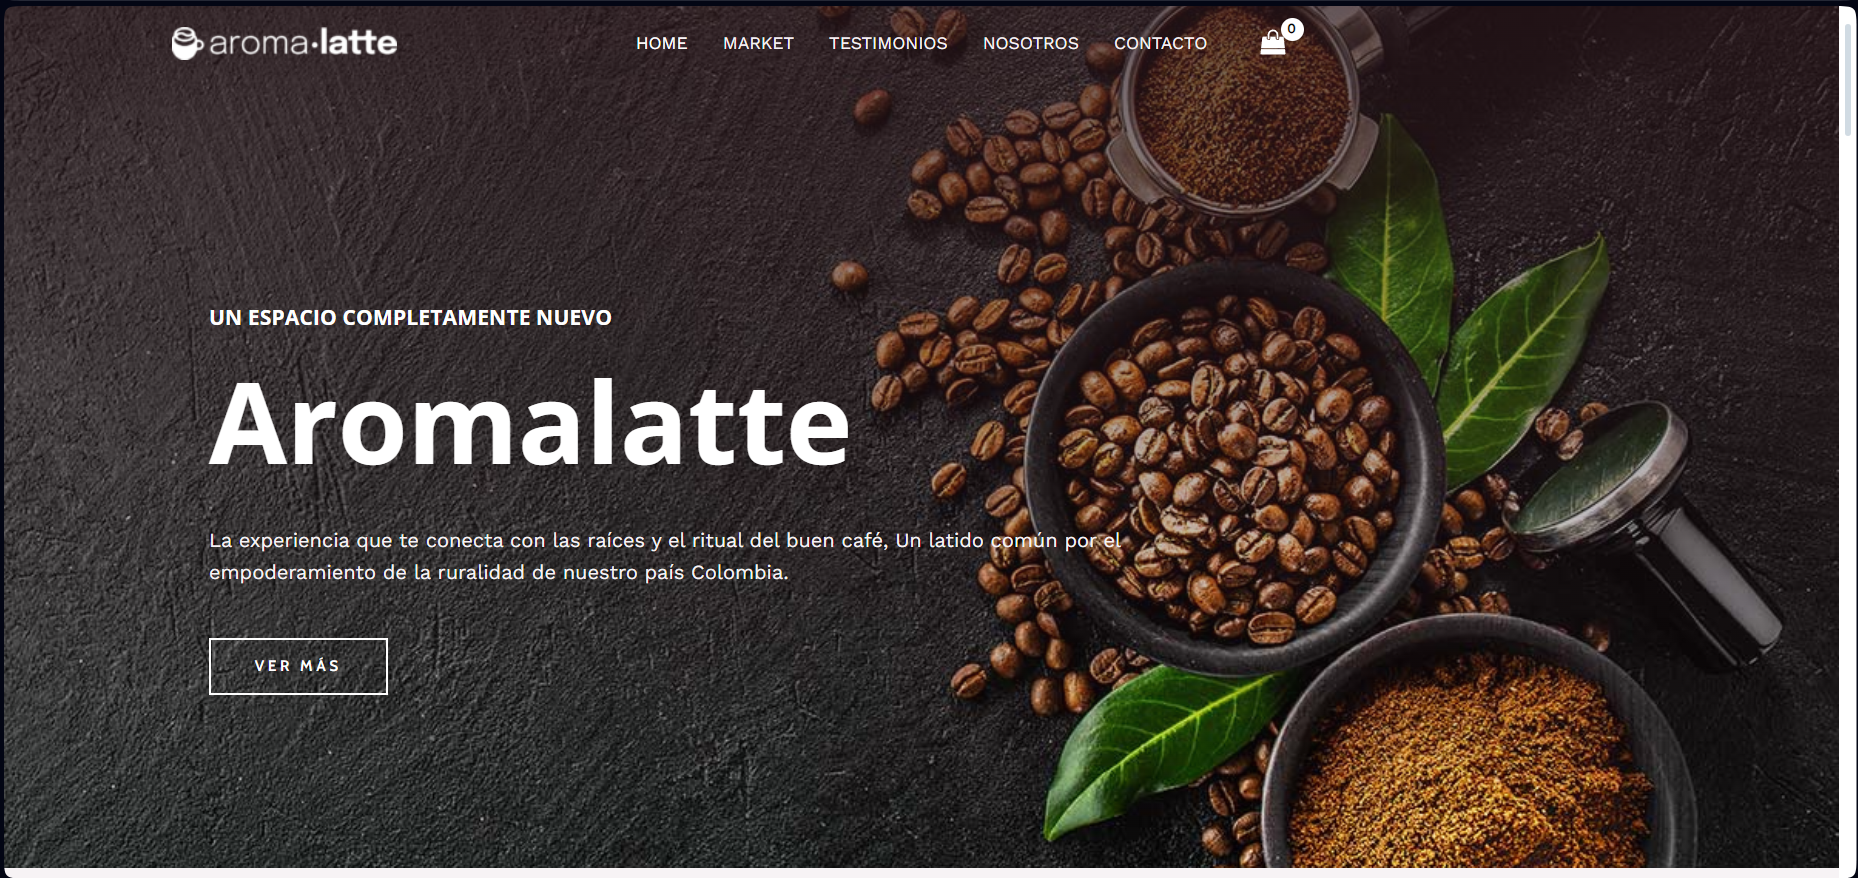 aroma·latte
HOME MARKET TESTIMONIOS NOSOTROS CONTACTO 0
UN ESPACIO COMPLETAMENTE NUEVO
Aromalatte
La experiencia que te conecta con las raíces y el ritual del buen café, Un latido común por el
empoderamiento de la ruralidad de nuestro país Colombia.
VER MÁS